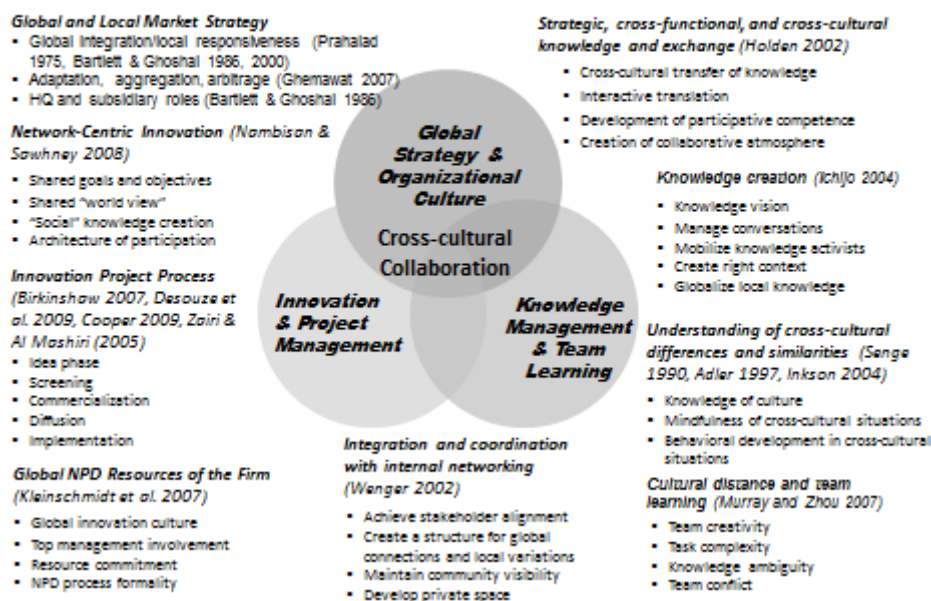 Global and Local Market Strategy
▪ Global integration/local responsiveness (Prahalad
1975, Bartlett & Ghoshal 1986, 2000)
▪ Adaptation, aggregation, arbitrage (Ghemawat 2007)
▪ HQ and subsidiary roles (Bartlett & Ghoshal 1986)
Network-Centric Innovation (Nambisan &
Sawhney 2008)
▪ Shared goals and objectives
▪ Shared "world view"
▪ "Social" knowledge creation
▪ Architecture of participation
Innovation Project Process
(Birkinshaw 2007, Desouze et
al. 2009, Cooper 2009, Zairi &
Al Mashiri (2005)
▪ Idea phase
▪ Screening
▪ Commercialization
▪ Diffusion
▪ Implementation
Global NPD Resources of the Firm
(Kleinschmidt et al. 2007)
▪ Global innovation culture
▪ Top management involvement
▪ Resource commitment
▪ NPD process formality
Global
Strategy &
Organizational
Culture
Cross-cultural
Collaboration
Innovation
& Project
Management
Knowledge
Management
& Team
Learning
Integration and coordination
with internal networking
(Wenger 2002)
▪ Achieve stakeholder alignment
▪ Create a structure for global
connections and local variations
▪ Maintain community visibility
▪ Develop private space
Strategic, cross-functional, and cross-cultural
knowledge and exchange (Holden 2002)
▪ Cross-cultural transfer of knowledge
▪ Interactive translation
▪ Development of participative competence
▪ Creation of collaborative atmosphere
Knowledge creation (Ichijo 2004)
▪ Knowledge vision
▪ Manage conversations
▪ Mobilize knowledge activists
▪ Create right context
▪ Globalize local knowledge
Understanding of cross-cultural
differences and similarities (Senge
1990, Adler 1997, Inkson 2004)
▪ Knowledge of culture
▪ Mindfulness of cross-cultural situations
▪ Behavioral development in cross-cultural
situations
Cultural distance and team
learning (Murray and Zhou 2007)
▪ Team creativity
▪ Task complexity
▪ Knowledge ambiguity
▪ Team conflict